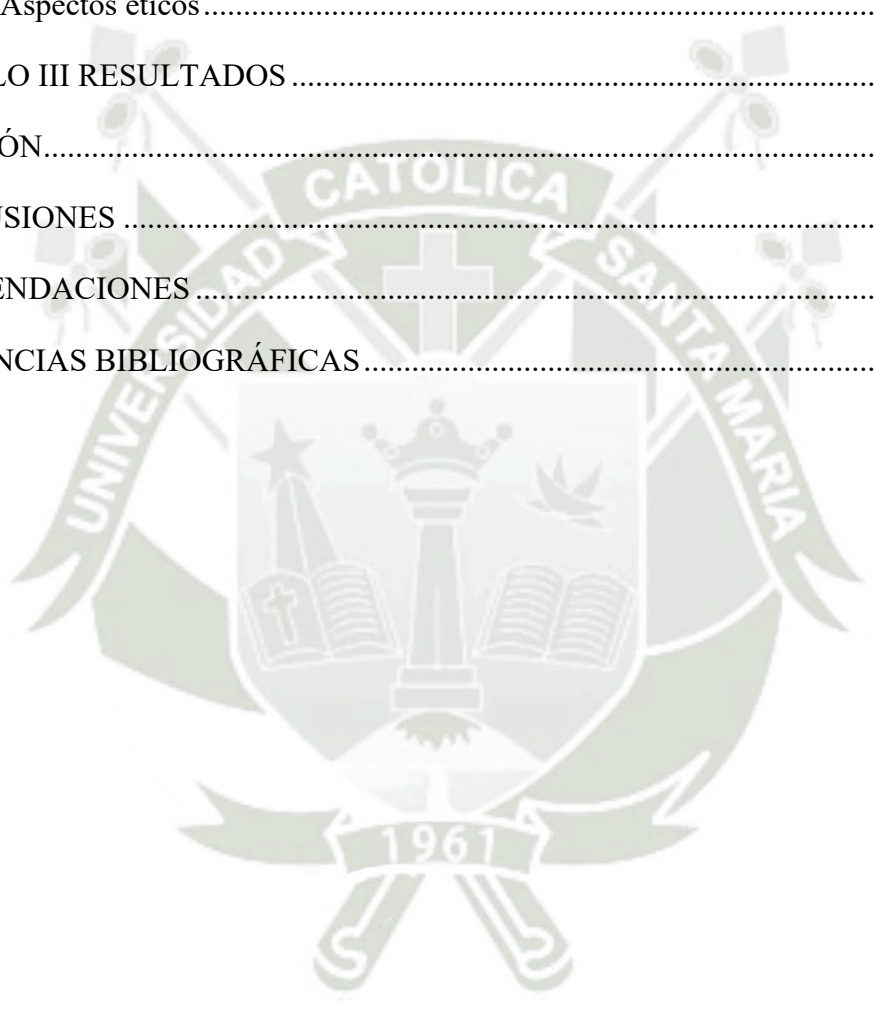 Aspectos éticos....................................................................................
LO III RESULTADOS .........................................................................
ÓN........................................................................................................
USIONES ..............................................................................................
ENDACIONES .....................................................................................
NCIAS BIBLIOGRÁFICAS ................................................................
UNIVERSIDAD CATOLICA SANTA MARIA
1961